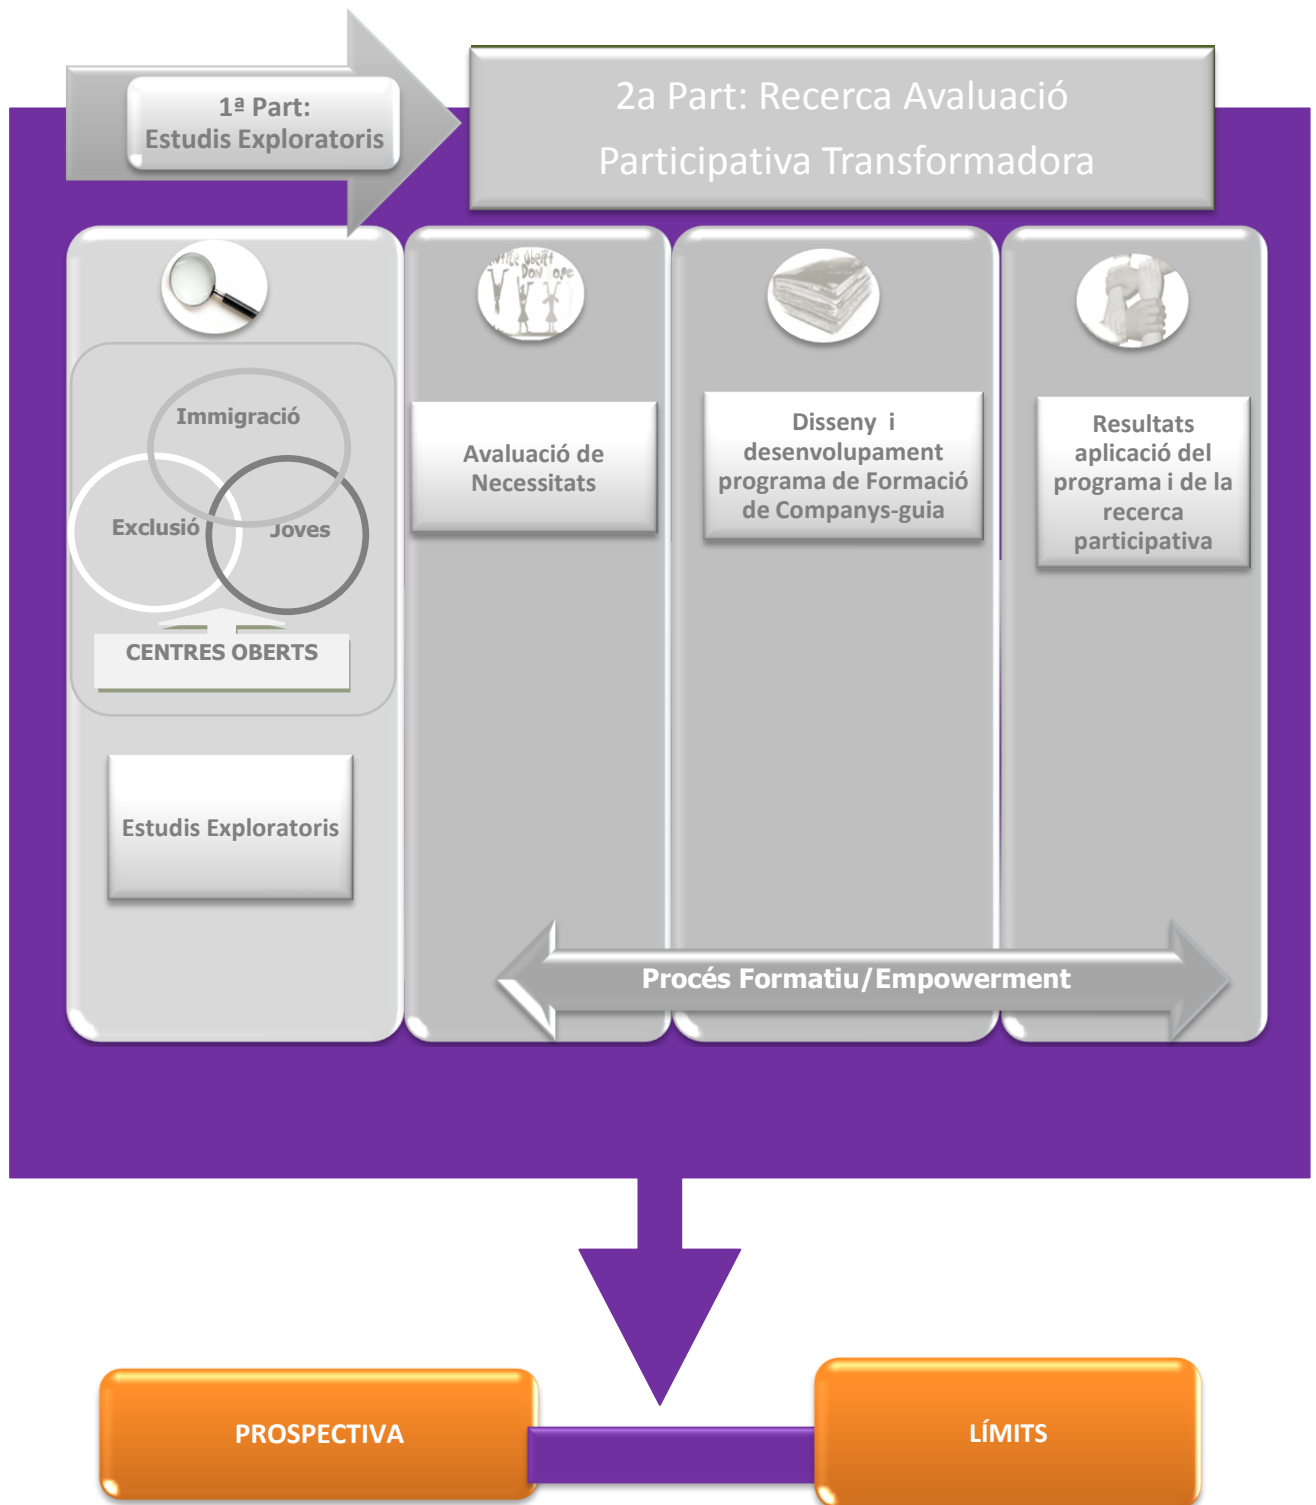 1ª Part:
Estudis Exploratoris
2a Part: Recerca Avaluació
Participativa Transformadora
Obert
Immigració
Exclusió
Joves
CENTRES OBERTS
Estudis Exploratoris
Avaluació de
Necessitats
Disseny i
desenvolupament
programa de Formació
de Companys-guia
Resultats
aplicació del
programa i de la
recerca
participativa
Procés Formatiu/Empowerment
PROSPECTIVA
LÍMITS